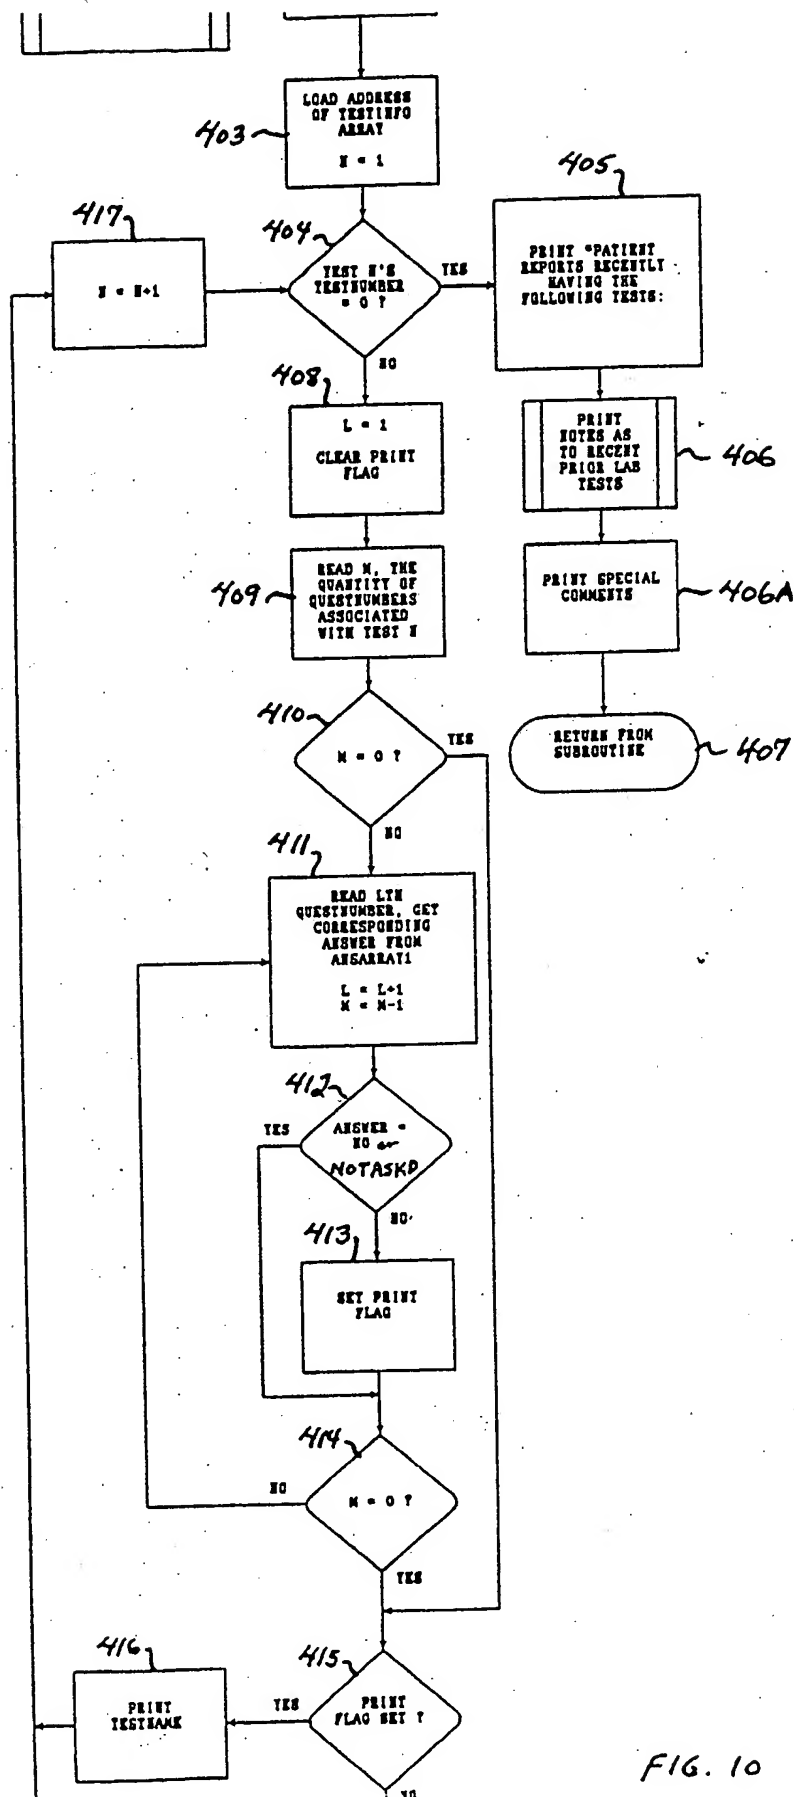 LOAD ADDRESS
OF TESTINFO
ARRAY
N = 1
403
405
417
404
N = N+1
TEST N'S
TESTNUMBER
= 0 ?
YES
PRINT "PATIENT
REPORTS RECENTLY
HAVING THE
FOLLOWING TESTS:
NO
408
L = 1
CLEAR PRINT
FLAG
PRINT
NOTES AS
TO RECENT
PRIOR LAB
TESTS
406
409
READ M, THE
QUANTITY OF
QUESTNUMBERS
ASSOCIATED
WITH TEST N
PRINT SPECIAL
COMMENTS
406A
410
M = 0 ?
YES
RETURN FROM
SUBROUTINE
407
NO
411
READ LTH
QUESTNUMBER, GET
CORRESPONDING
ANSWER FROM
ANSARRAY1
L = L+1
M = M-1
412
YES
ANSWER =
NO or
NOTASKD
NO
413
SET PRINT
FLAG
414
NO
M = 0 ?
YES
416
415
PRINT
TESTNAME
YES
PRINT
FLAG SET ?
NO
FIG. 10